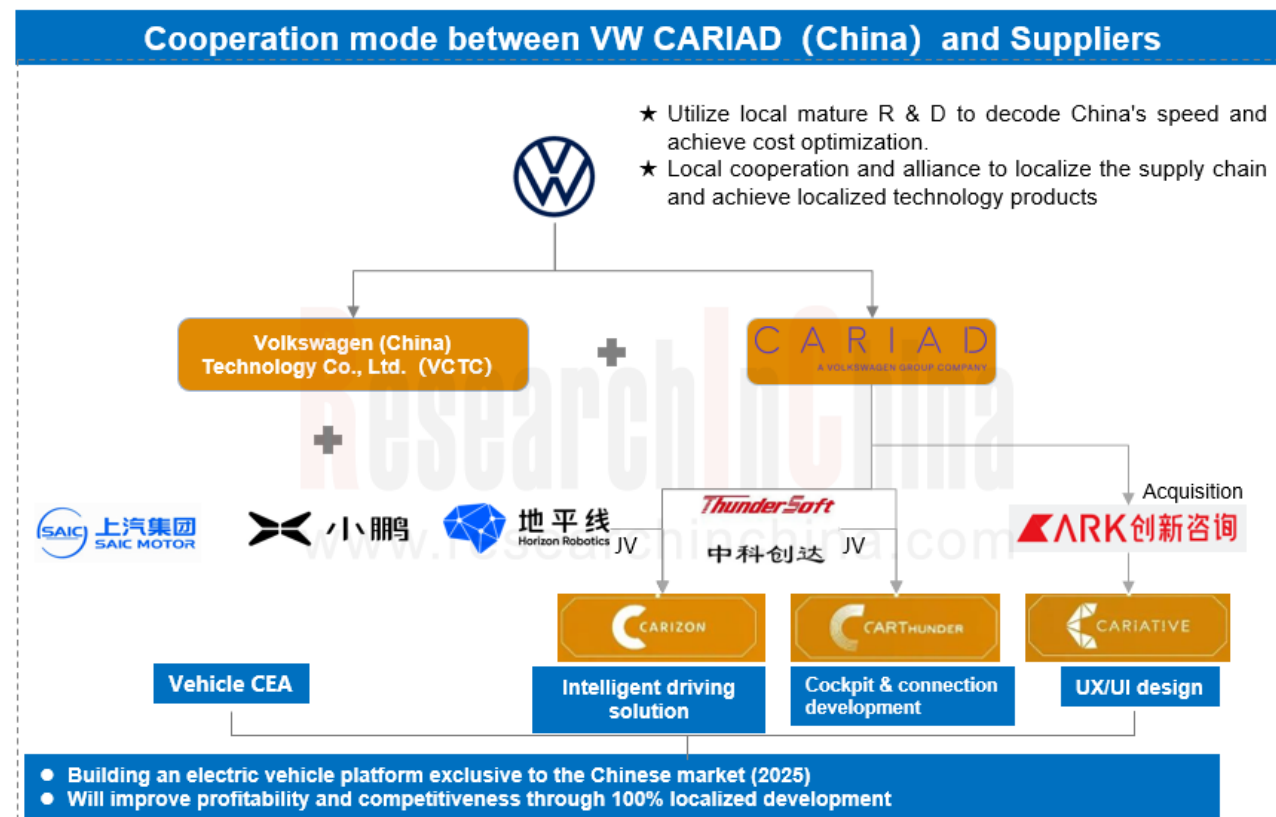 Cooperation mode between VW CARIAD（China）and Suppliers
★ Utilize local mature R & D to decode China's speed and
achieve cost optimization.
★ Local cooperation and alliance to localize the supply chain
and achieve localized technology products
Volkswagen (China)
Technology Co., Ltd.（VCTC）
CARIAD
A VOLKSWAGEN GROUP COMPANY
ResearchInChina
www.researchinchina.com
SAIC 上汽集团
SAIC MOTOR
小鹏
地平线
Horizon Robotics
JV
ThunderSoft
中科创达
JV
Acquisition
ARK创新咨询
CARIZON
CARTHUNDER
CARIATIVE
Vehicle CEA
Intelligent driving
solution
Cockpit & connection
development
UX/UI design
● Building an electric vehicle platform exclusive to the Chinese market (2025)
● Will improve profitability and competitiveness through 100% localized development